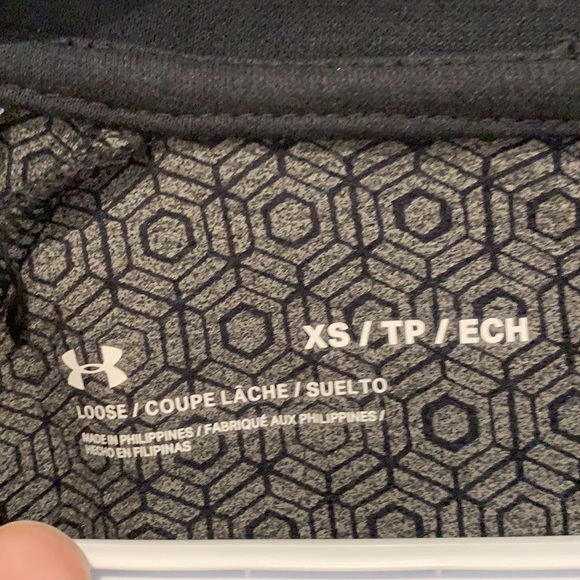 XS / TP / ECH
LOOSE / COUPE LÂCHE / SUELTO
MADE IN PHILIPPINES / FABRIQUÉ AUX PHILIPPINES /
HECHO EN FILIPINAS